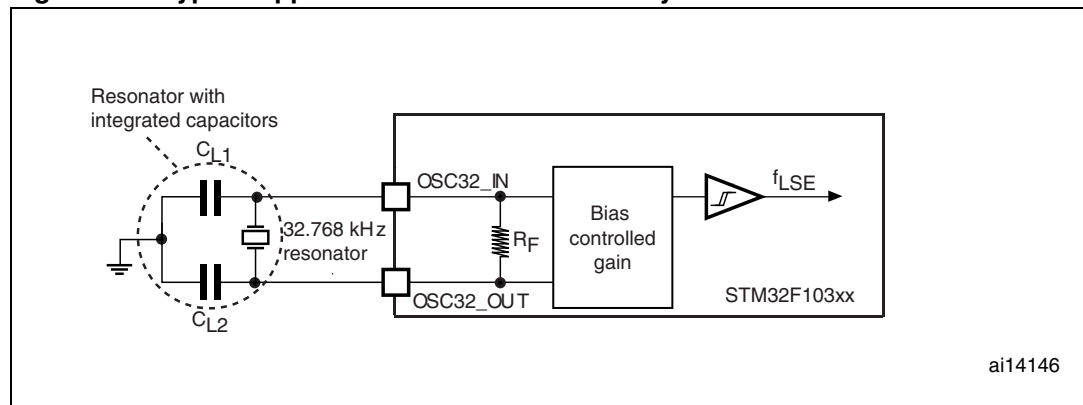 Resonator with
integrated capacitors
CL1
OSC32_IN
fLSE
32.768 kHz
resonator
RF
Bias
controlled
gain
OSC32_OUT
STM32F103xx
CL2
ai14146